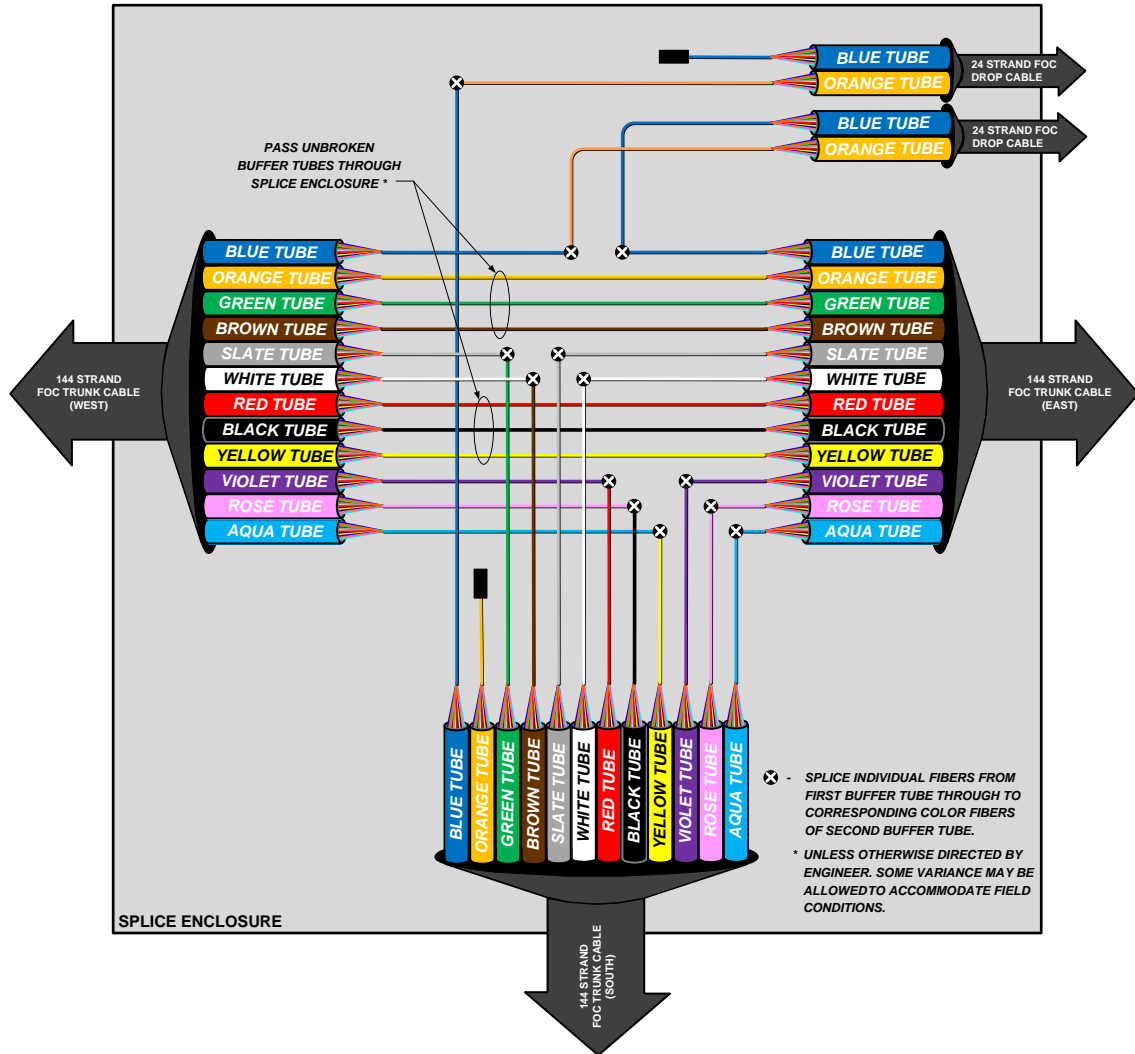 BLUE TUBE
ORANGE TUBE
24 STRAND FOC
DROP CABLE
BLUE TUBE
ORANGE TUBE
24 STRAND FOC
DROP CABLE
PASS UNBROKEN
BUFFER TUBES THROUGH
SPLICE ENCLOSURE *
BLUE TUBE
ORANGE TUBE
GREEN TUBE
BROWN TUBE
SLATE TUBE
WHITE TUBE
RED TUBE
BLACK TUBE
YELLOW TUBE
VIOLET TUBE
ROSE TUBE
AQUA TUBE
144 STRAND
FOC TRUNK CABLE
(WEST)
BLUE TUBE
ORANGE TUBE
GREEN TUBE
BROWN TUBE
SLATE TUBE
WHITE TUBE
RED TUBE
BLACK TUBE
YELLOW TUBE
VIOLET TUBE
ROSE TUBE
AQUA TUBE
144 STRAND
FOC TRUNK CABLE
(EAST)
BLUE TUBE
ORANGE TUBE
GREEN TUBE
BROWN TUBE
SLATE TUBE
WHITE TUBE
RED TUBE
BLACK TUBE
YELLOW TUBE
VIOLET TUBE
ROSE TUBE
AQUA TUBE
- SPLICE INDIVIDUAL FIBERS FROM
FIRST BUFFER TUBE THROUGH TO
CORRESPONDING COLOR FIBERS
OF SECOND BUFFER TUBE.
* UNLESS OTHERWISE DIRECTED BY
ENGINEER. SOME VARIANCE MAY BE
ALLOWED TO ACCOMMODATE FIELD
CONDITIONS.
SPLICE ENCLOSURE
144 STRAND
FOC TRUNK CABLE
(SOUTH)